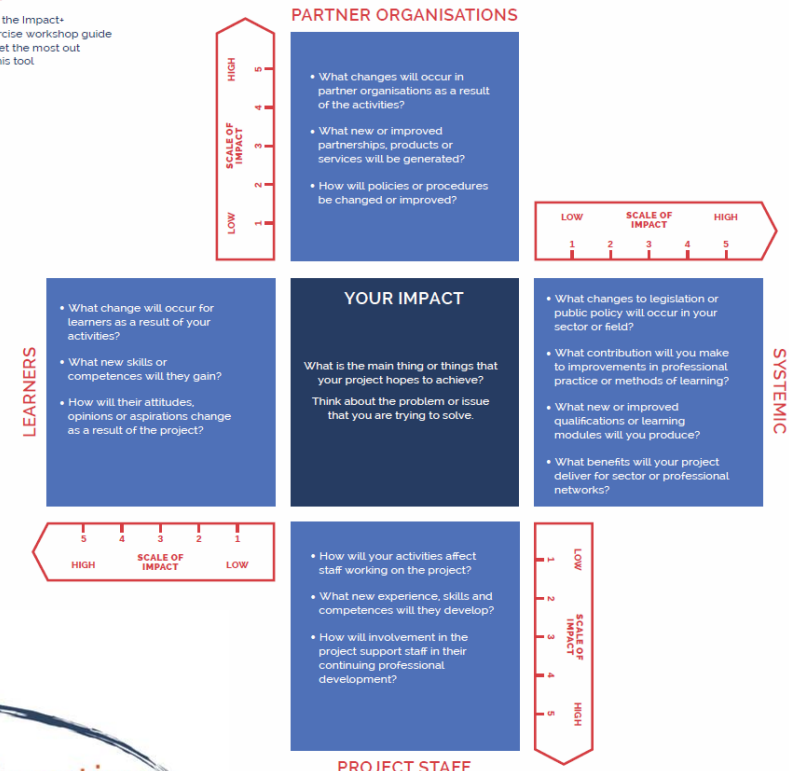 the Impact+
rcise workshop guide
et the most out
his tool
PARTNER ORGANISATIONS
HIGH
SCALE OF
IMPACT
LOW
5
4
3
2
1
• What changes will occur in
partner organisations as a result
of the activities?
• What new or improved
partnerships, products or
services will be generated?
• How will policies or procedures
be changed or improved?
LOW
SCALE OF
IMPACT
HIGH
1 2 3 4 5
LEARNERS
• What change will occur for
learners as a result of your
activities?
• What new skills or
competences will they gain?
• How will their attitudes,
opinions or aspirations change
as a result of the project?
YOUR IMPACT
What is the main thing or things that
your project hopes to achieve?
Think about the problem or issue
that you are trying to solve.
• What changes to legislation or
public policy will occur in your
sector or field?
• What contribution will you make
to improvements in professional
practice or methods of learning?
• What new or improved
qualifications or learning
modules will you produce?
• What benefits will your project
deliver for sector or professional
networks?
SYSTEMIC
5 4 3 2 1
HIGH
SCALE OF
IMPACT
LOW
• How will your activities affect
staff working on the project?
• What new experience, skills and
competences will they develop?
• How will involvement in the
project support staff in their
continuing professional
development?
1
2
3
4
5
LOW
SCALE OF
IMPACT
HIGH
PROJECT STAFF